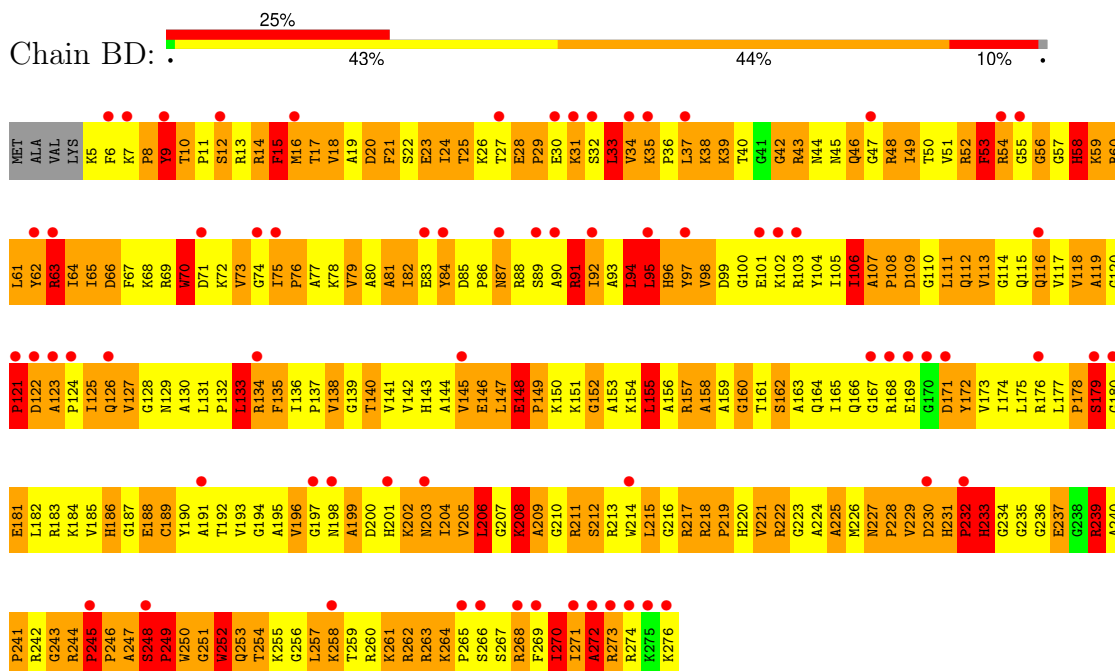 25%
Chain BD:
• 43% 44% 10% •
MET ALA VAL LYS K5 F6 K7 P8 Y9 T10 P11 S12 R13 R14 F15 M16 T17 V18 A19 D20 F21 S22 E23 I24 T25 K26 T27 E28 P29 E30 K31 S32 L33 V34 K35 P36 L37 K38 K39 T40 G41 G42 R43 N44 N45 Q46 G47 R48 I49 T50 V51 R52 F53 R54 G55 G56 G57 H58 K59 R60
L61 Y62 R63 I64 I65 D66 F67 K68 R69 W70 D71 K72 V73 G74 I75 P76 A77 K78 V79 A80 A81 I82 E83 Y84 D85 P86 N87 R88 S89 A90 R91 I92 A93 L94 L95 H96 Y97 V98 D99 G100 E101 K102 R103 Y104 I105 I106 A107 P108 D109 G110 L111 Q112 V113 G114 Q115 Q116 V117 V118 A119 G120
P121 D122 A123 P124 I125 Q126 V127 G128 N129 A130 L131 P132 L133 R134 F135 I136 P137 V138 G139 T140 V141 V142 H143 A144 V145 E146 L147 E148 P149 K150 K151 G152 A153 K154 L155 A156 R157 A158 A159 G160 T161 S162 A163 Q164 I165 Q166 G167 R168 E169 G170 D171 Y172 V173 I174 L175 R176 L177 P178 S179 G180
E181 L182 R183 K184 V185 H186 G187 E188 C189 Y190 A191 T192 V193 G194 A195 V196 G197 N198 A199 D200 H201 K202 N203 I204 V205 L206 G207 K208 A209 G210 R211 S212 R213 W214 L215 G216 R217 R218 P219 H220 V221 R222 G223 A224 A225 M226 N227 P228 V229 D230 H231 P232 H233 G234 G235 G236 E237 G238 R239 A240
P241 R242 G243 R244 P245 P246 A247 S248 P249 W250 G251 W252 Q253 T254 K255 G256 L257 K258 T259 R260 K261 R262 R263 K264 P265 S266 S267 R268 F269 I270 I271 A272 R273 R274 K275 K276